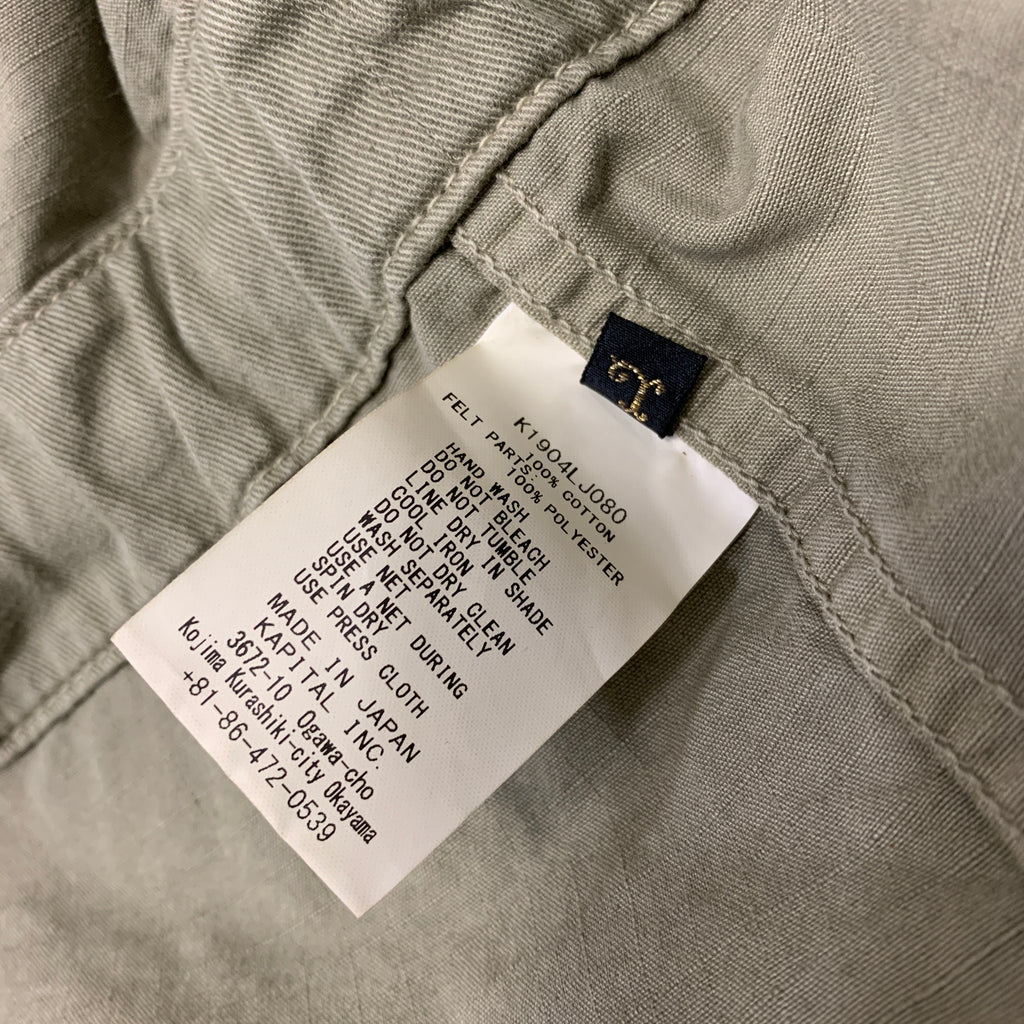 K1904LJ080
100% COTTON
FELT PARTS: 100% POLYESTER
HAND WASH
DO NOT BLEACH
DO NOT TUMBLE
LINE DRY IN SHADE
COOL IRON
DO NOT DRY CLEAN
WASH SEPARATELY
USE NET
USE A NET DURING
SPIN DRY
USE PRESS CLOTH
MADE IN JAPAN
KAPITAL INC.
3672-10 Ogawa-cho
Kojima Kurashiki-city Okayama
+81-86-472-0539